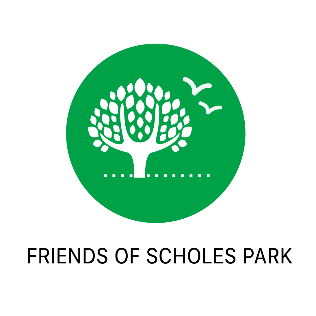 FRIENDS OF SCHOLES PARK